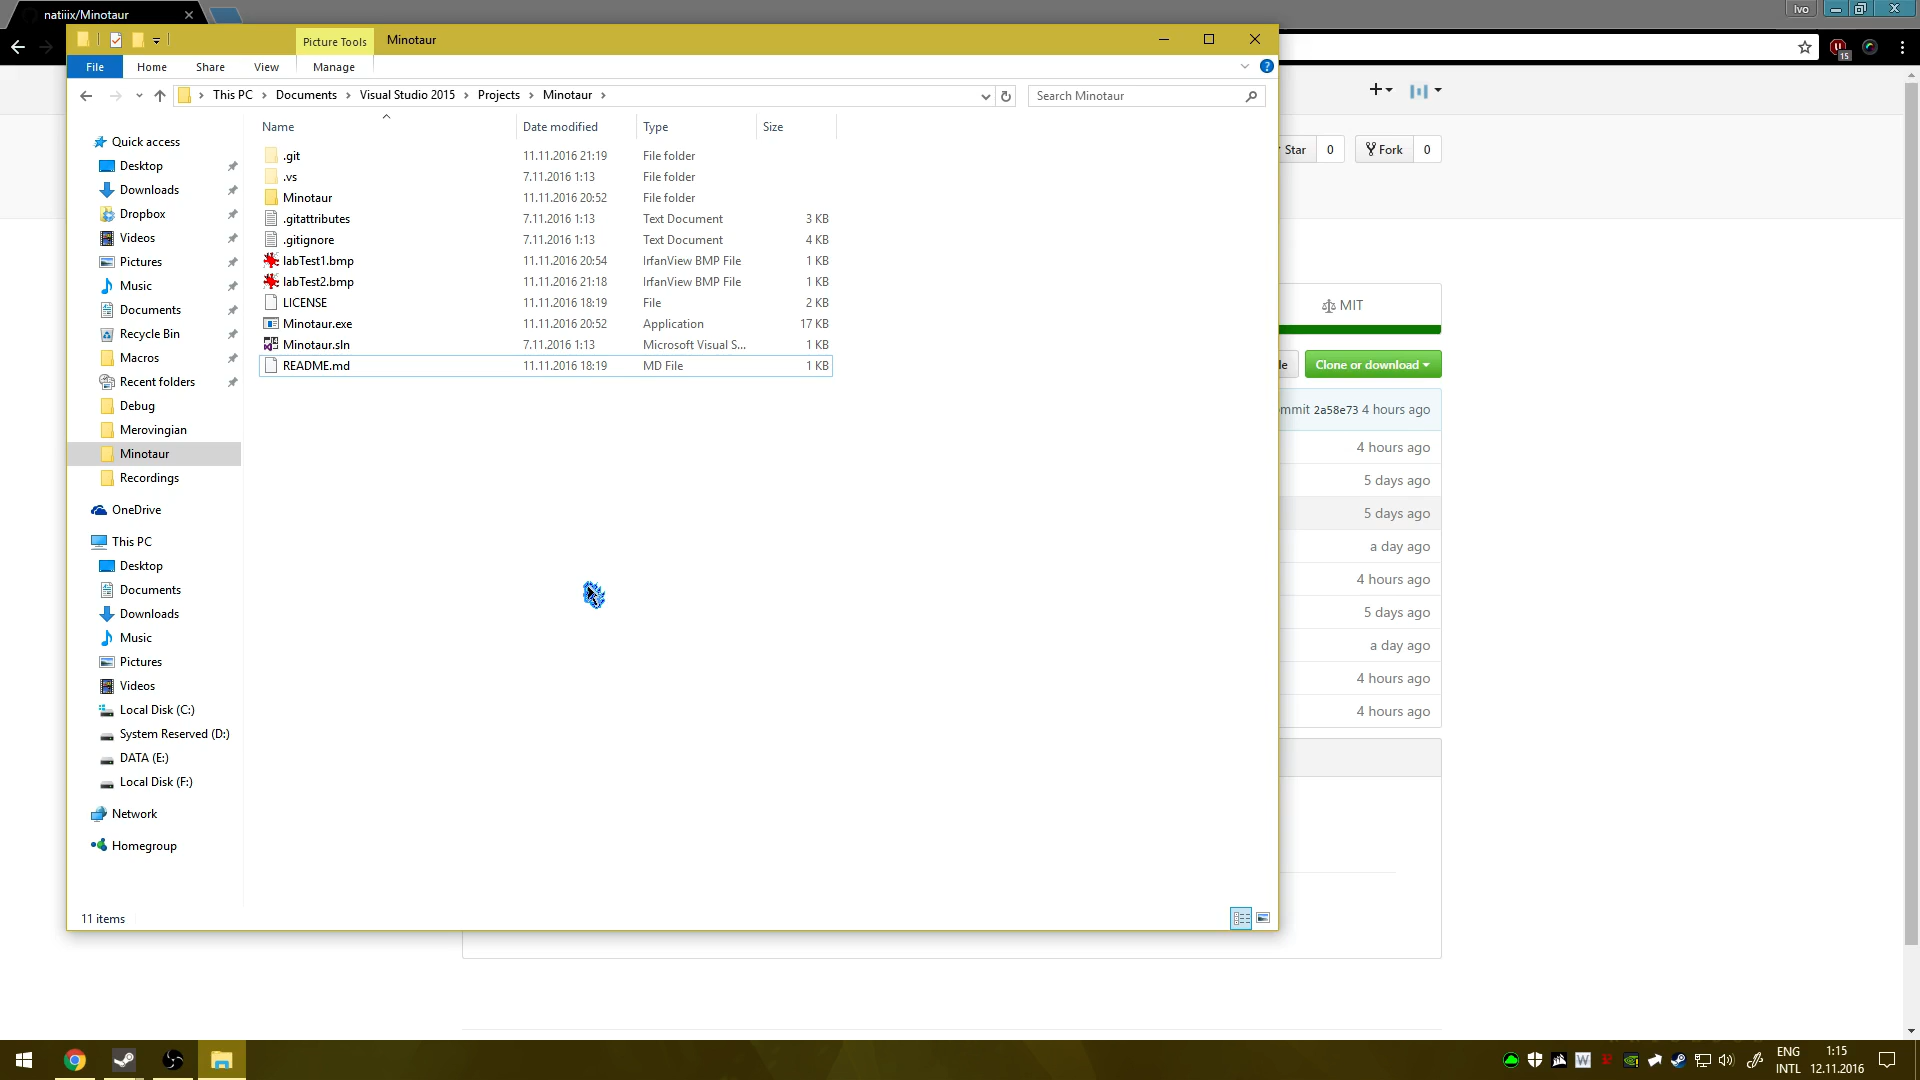 natiiix/Minotaur
Ivo
Picture Tools
Minotaur
File
Home
Share
View
Manage
15
This PC
Documents
Visual Studio 2015
Projects
Minotaur
Search Minotaur
Name
Date modified
Type
Size
.git 11.11.2016 21:19 File folder
.vs 7.11.2016 1:13 File folder
Minotaur 11.11.2016 20:52 File folder
.gitattributes 7.11.2016 1:13 Text Document 3 KB
.gitignore 7.11.2016 1:13 Text Document 4 KB
labTest1.bmp 11.11.2016 20:54 IrfanView BMP File 1 KB
labTest2.bmp 11.11.2016 21:18 IrfanView BMP File 1 KB
LICENSE 11.11.2016 18:19 File 2 KB
Minotaur.exe 11.11.2016 20:52 Application 17 KB
Minotaur.sln 7.11.2016 1:13 Microsoft Visual S... 1 KB
README.md 11.11.2016 18:19 MD File 1 KB
Quick access
Desktop
Downloads
Dropbox
Videos
Pictures
Music
Documents
Recycle Bin
Macros
Recent folders
Debug
Merovingian
Minotaur
Recordings
OneDrive
This PC
Desktop
Documents
Downloads
Music
Pictures
Videos
Local Disk (C:)
System Reserved (D:)
DATA (E:)
Local Disk (F:)
Network
Homegroup
11 items
Star 0 Fork 0
MIT
le
Clone or download
mmit 2a58e73 4 hours ago
4 hours ago
5 days ago
5 days ago
a day ago
4 hours ago
5 days ago
a day ago
4 hours ago
4 hours ago
ENG
INTL
1:15
12.11.2016